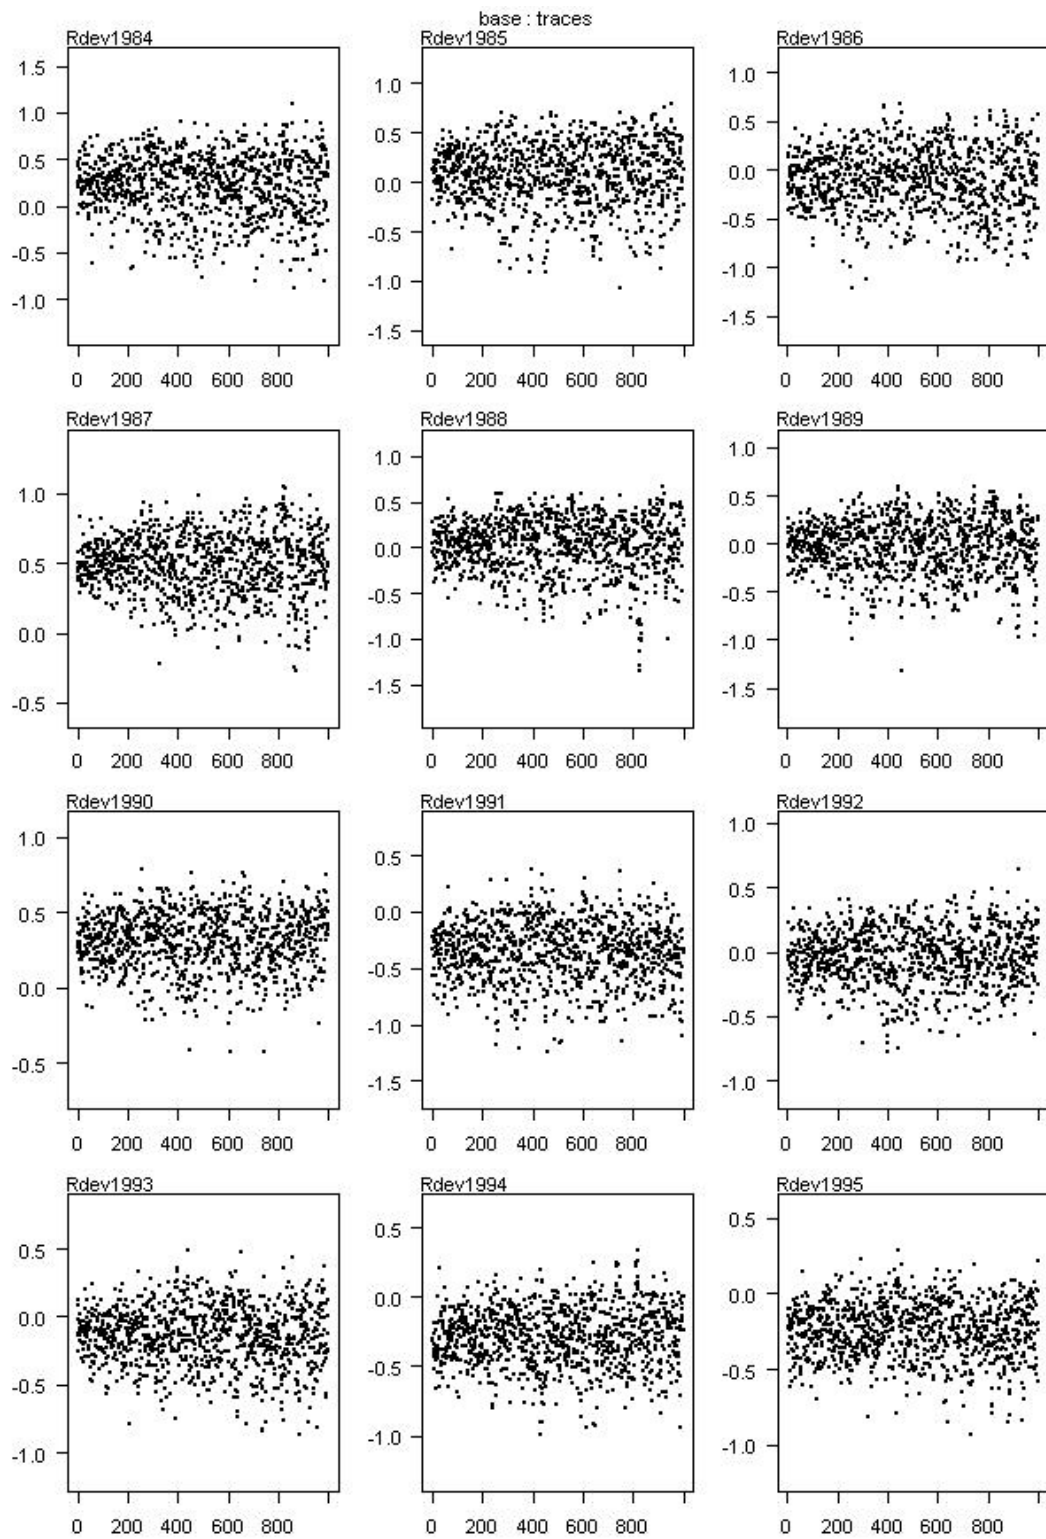 base : traces
Rdev1984 Rdev1985 Rdev1986
1.5 1.0 0.5 0.0 -0.5 -1.0
1.0 0.5 0.0 -0.5 -1.0 -1.5
1.0 0.5 0.0 -0.5 -1.0 -1.5
0 200 400 600 800 0 200 400 600 800 0 200 400 600 800
Rdev1987 Rdev1988 Rdev1989
1.0 0.5 0.0 -0.5
1.0 0.5 0.0 -0.5 -1.0 -1.5
1.0 0.5 0.0 -0.5 -1.0 -1.5
0 200 400 600 800 0 200 400 600 800 0 200 400 600 800
Rdev1990 Rdev1991 Rdev1992
1.0 0.5 0.0 -0.5
0.5 0.0 -0.5 -1.0 -1.5
1.0 0.5 0.0 -0.5 -1.0
0 200 400 600 800 0 200 400 600 800 0 200 400 600 800
Rdev1993 Rdev1994 Rdev1995
0.5 0.0 -0.5 -1.0
0.5 0.0 -0.5 -1.0
0.5 0.0 -0.5 -1.0
0 200 400 600 800 0 200 400 600 800 0 200 400 600 800